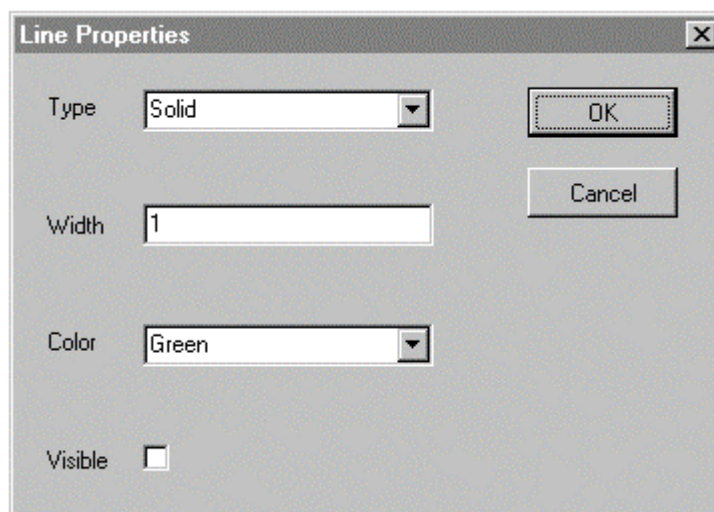 Line Properties
Type Solid OK
Cancel
Width 1
Color Green
Visible